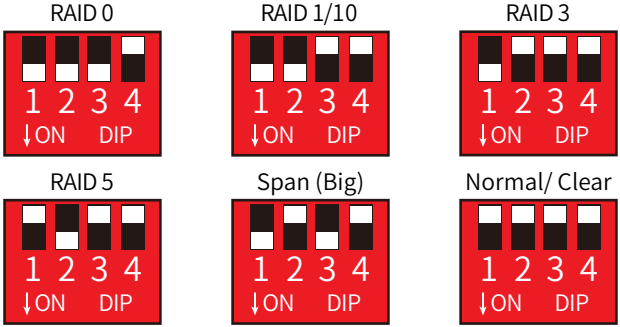 RAID 0
1 2 3 4
↓ON DIP
RAID 1/10
1 2 3 4
↓ON DIP
RAID 3
1 2 3 4
↓ON DIP
RAID 5
1 2 3 4
↓ON DIP
Span (Big)
1 2 3 4
↓ON DIP
Normal/ Clear
1 2 3 4
↓ON DIP